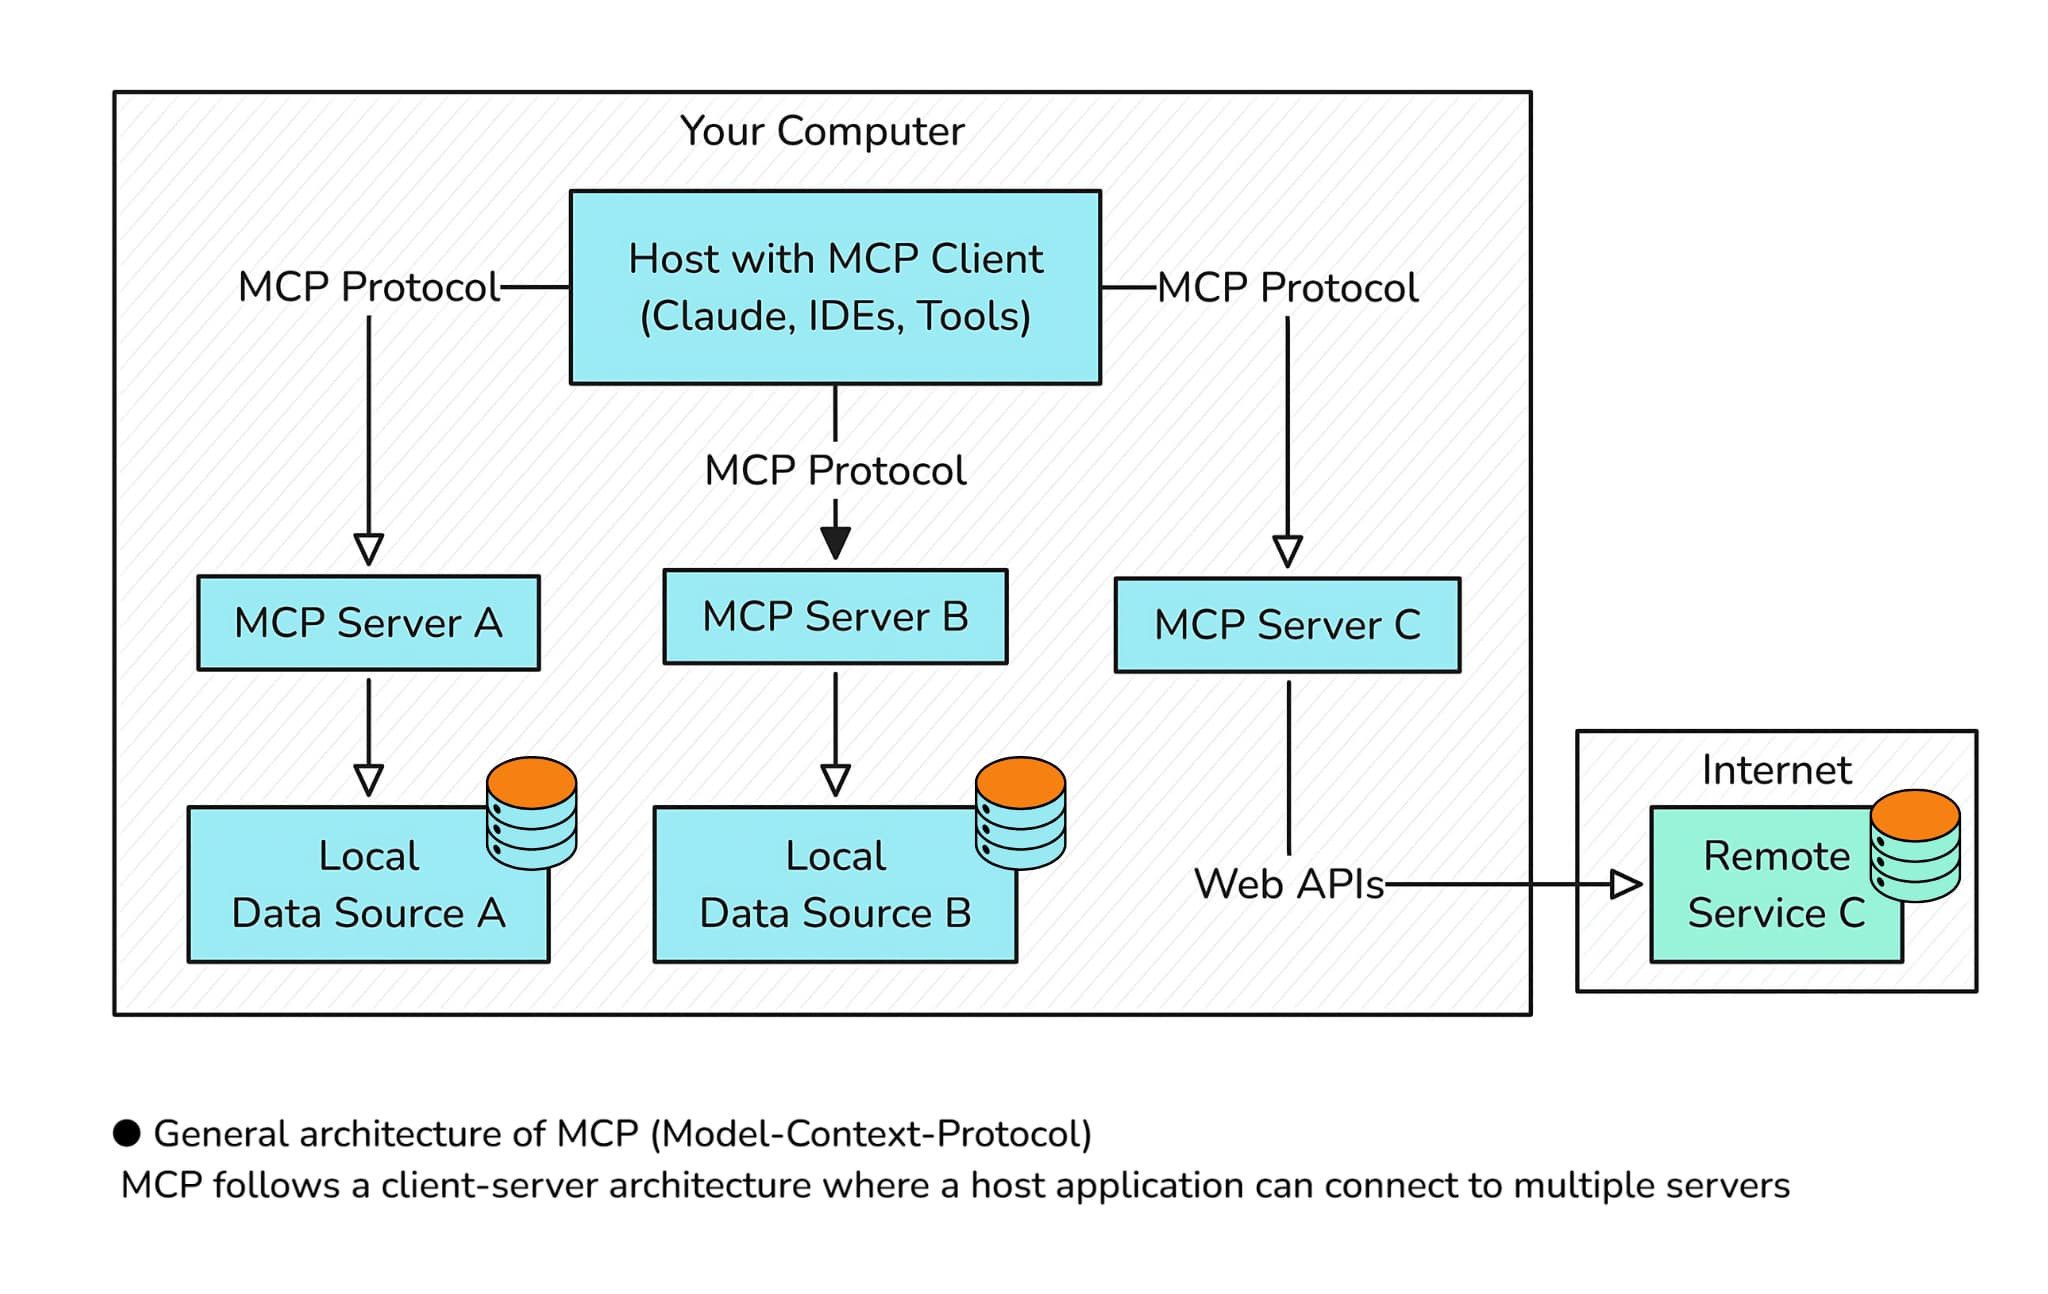 Your Computer
Host with MCP Client
(Claude, IDEs, Tools)
MCP Protocol
MCP Protocol
MCP Protocol
MCP Server A
MCP Server B
MCP Server C
Local
Data Source A
Local
Data Source B
Web APIs
Internet
Remote
Service C
● General architecture of MCP (Model-Context-Protocol)
MCP follows a client-server architecture where a host application can connect to multiple servers